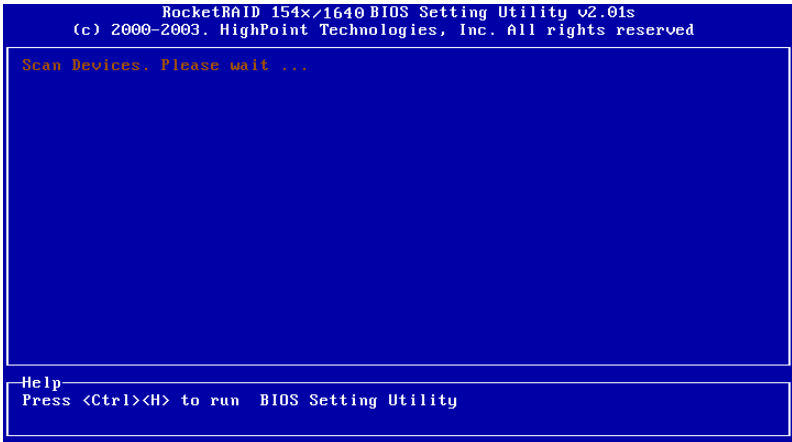 RocketRAID 154x/1640 BIOS Setting Utility v2.01s
(c) 2000-2003. HighPoint Technologies, Inc. All rights reserved
Scan Devices. Please wait ...
Help
Press <Ctrl><H> to run BIOS Setting Utility